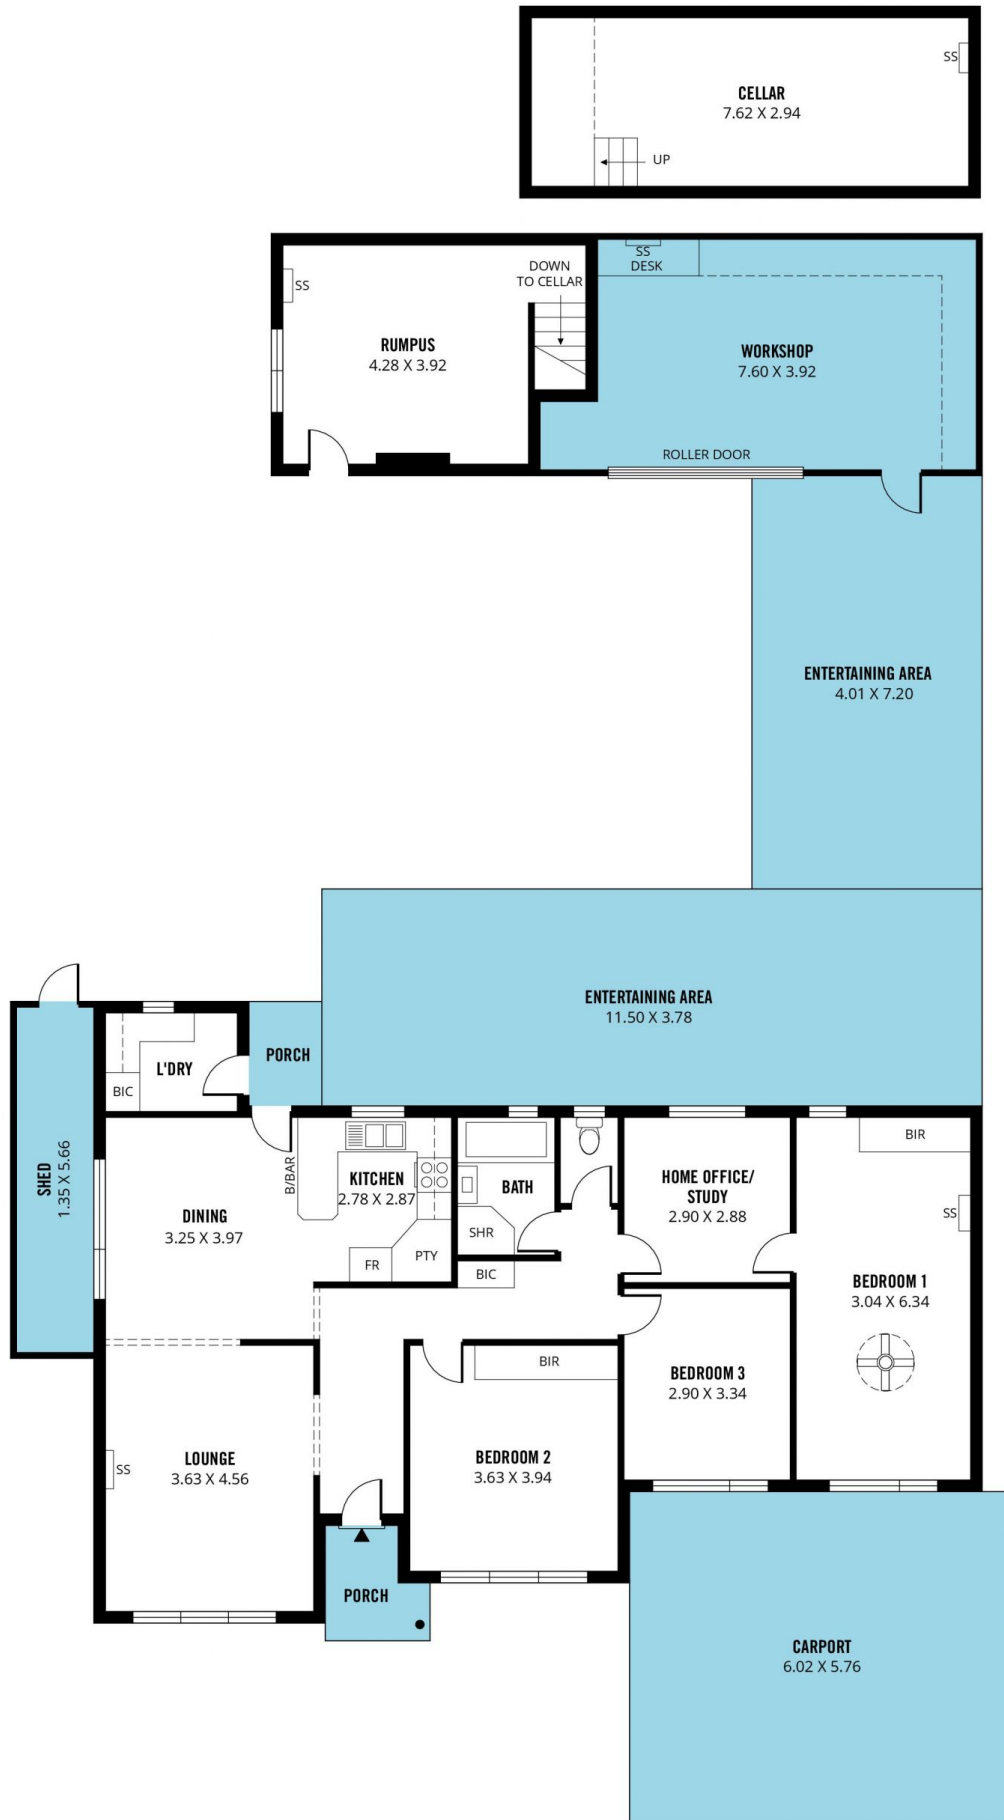 CELLAR
7.62 X 2.94
SS
UP
SS
DOWN
TO CELLAR
RUMPUS
4.28 X 3.92
SS
DESK
WORKSHOP
7.60 X 3.92
ROLLER DOOR
ENTERTAINING AREA
4.01 X 7.20
ENTERTAINING AREA
11.50 X 3.78
L'DRY
BIC
PORCH
SHED
1.35 X 5.66
DINING
3.25 X 3.97
B/BAR
KITCHEN
2.78 X 2.87
FR
PTY
BATH
SHR
BIC
HOME OFFICE/
STUDY
2.90 X 2.88
BIR
SS
BEDROOM 1
3.04 X 6.34
BEDROOM 3
2.90 X 3.34
BIR
BEDROOM 2
3.63 X 3.94
LOUNGE
3.63 X 4.56
SS
PORCH
CARPORT
6.02 X 5.76